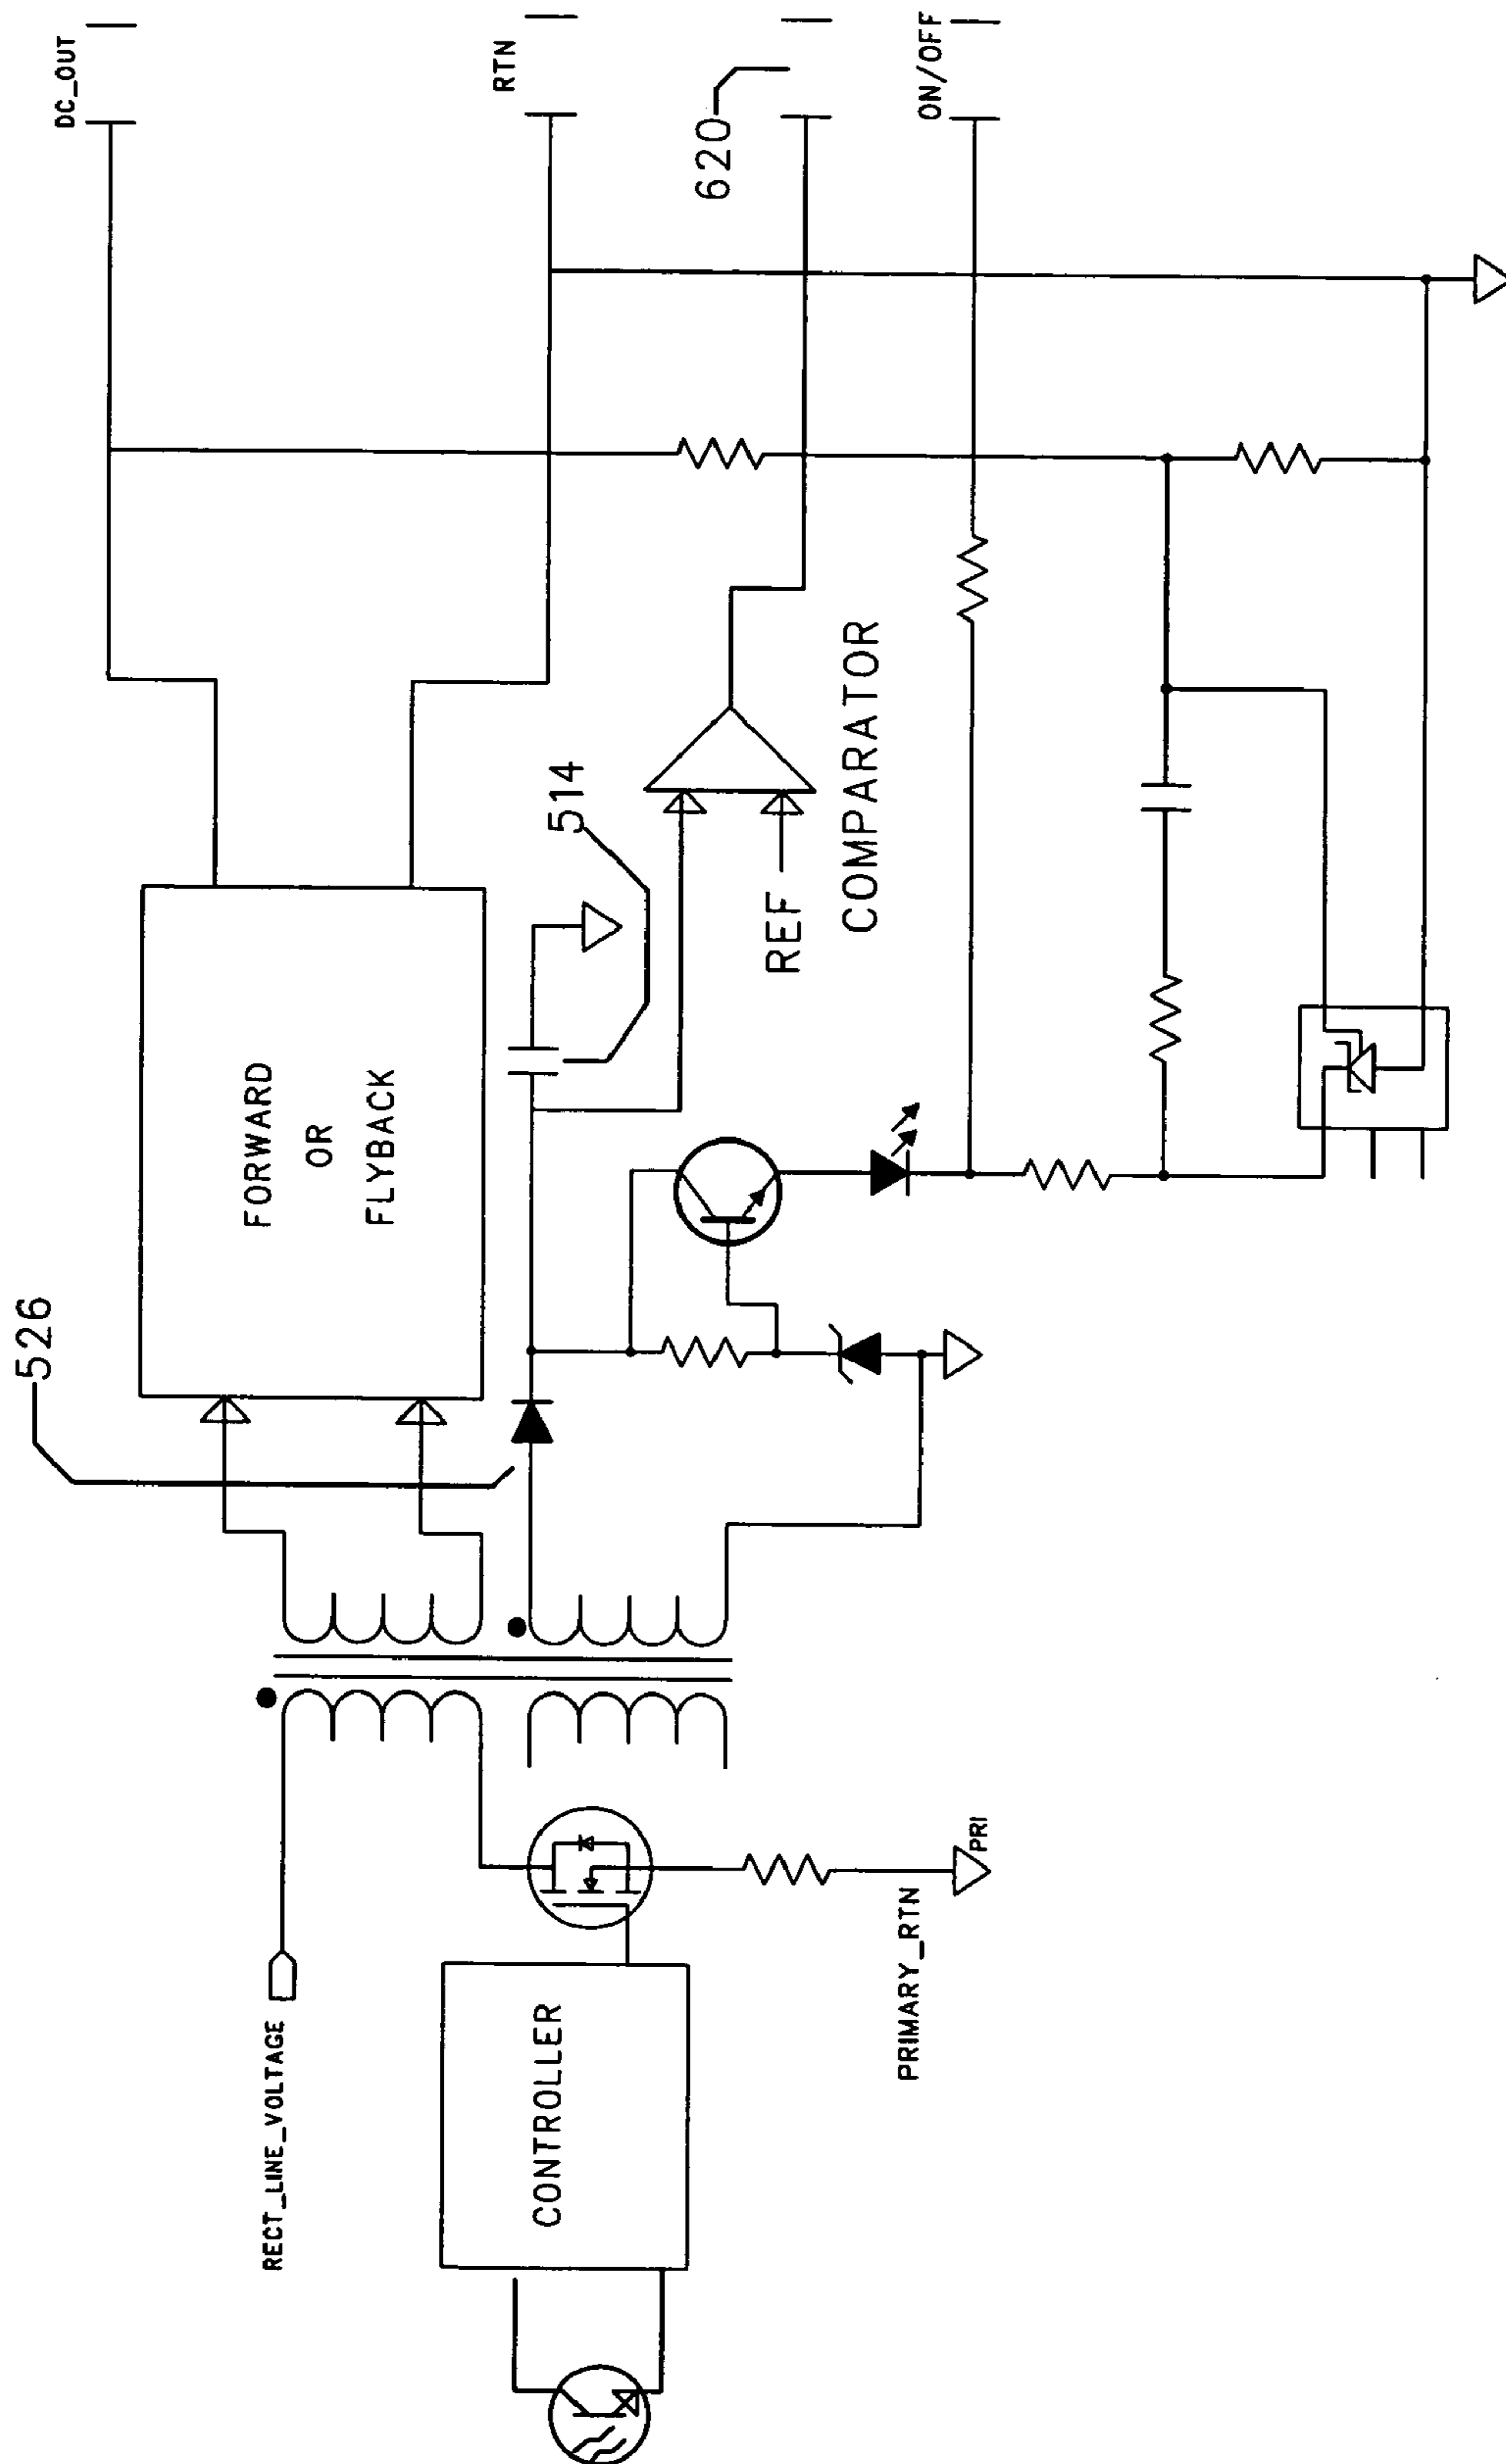 DC_OUT
RTN
620
ON/OFF
526
FORWARD
OR
FLYBACK
514
REF
COMPARATOR
RECT_LINE_VOLTAGE
CONTROLLER
PRIMARY_RTN
PRI